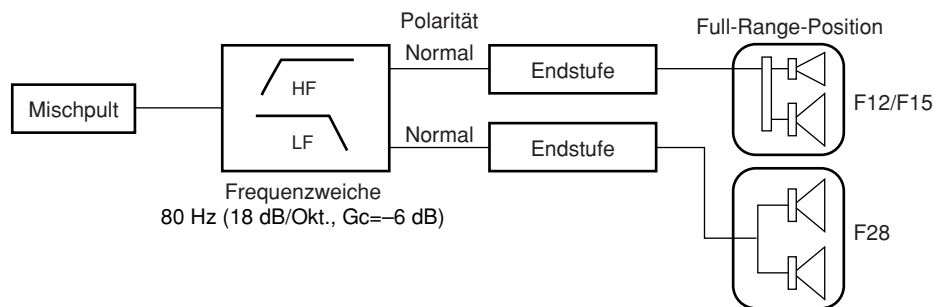 Polarität
Full-Range-Position
Normal
Endstufe
HF
F12/F15
Mischpult
LF
Normal
Endstufe
Frequenzweiche
80 Hz (18 dB/Okt., Gc=–6 dB)
F28